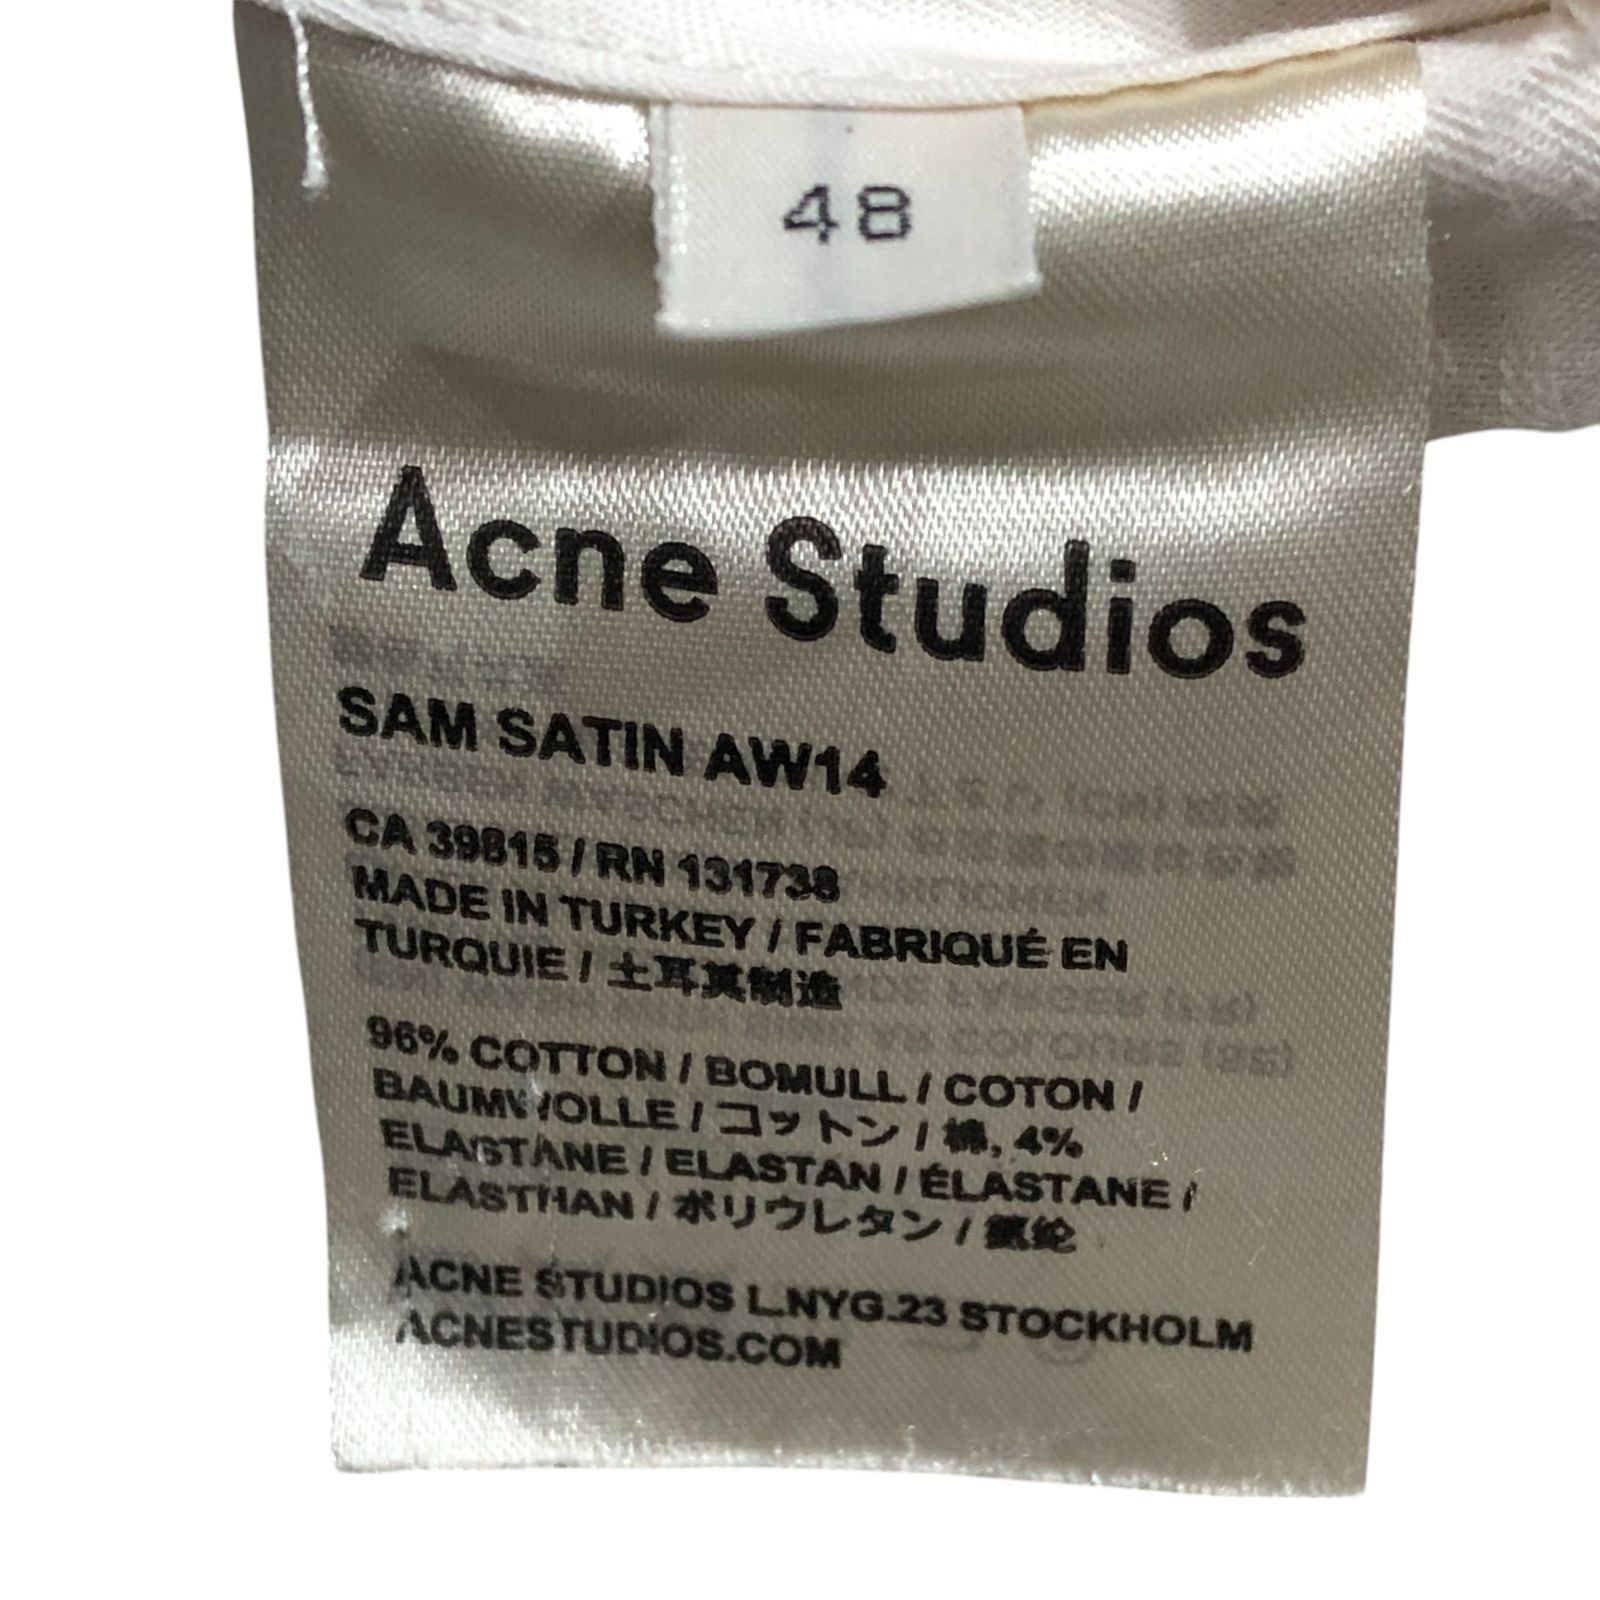 48
Acne Studios
SAM SATIN AW14
CA 39815 / RN 131738
MADE IN TURKEY / FABRIQUÉ EN
TURQUIE / 土耳其制造
96% COTTON / BOMULL / COTON /
BAUMWOLLE / コットン / 棉, 4%
ELASTANE / ELASTAN / ÉLASTANE /
ELASTHAN / ポリウレタン / 氨纶
ACNE STUDIOS L.NYG.23 STOCKHOLM
ACNESTUDIOS.COM